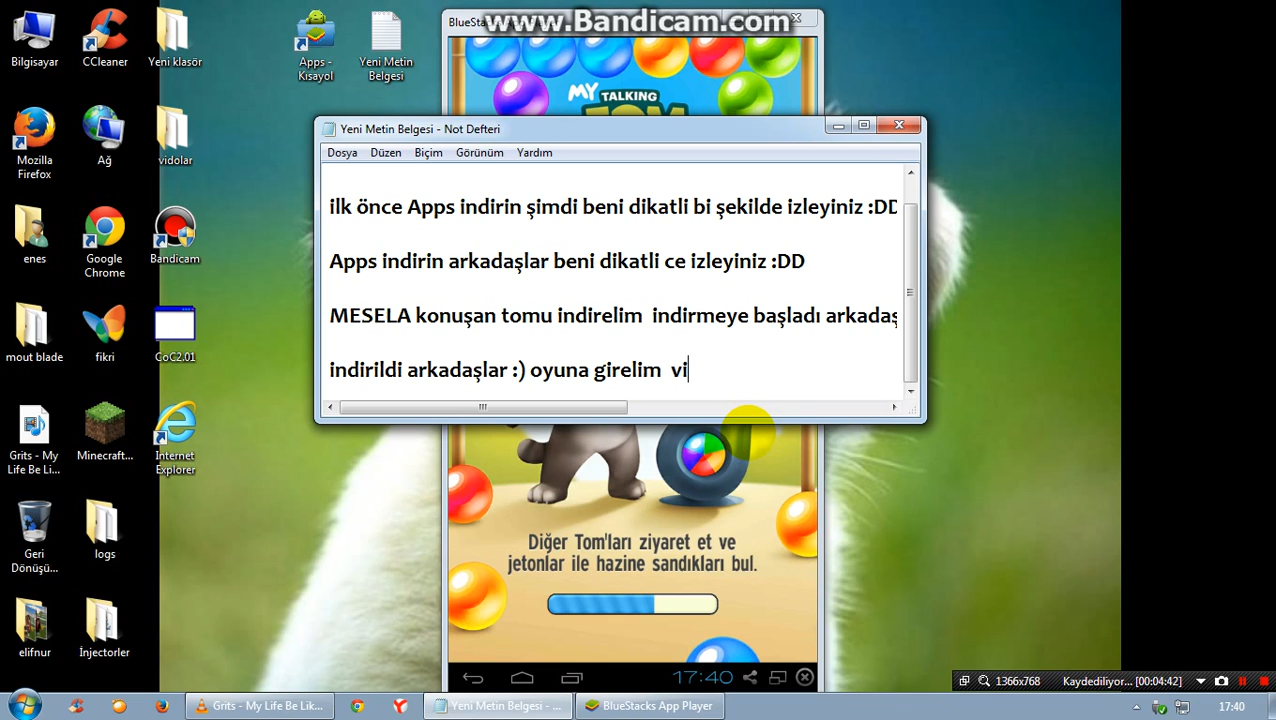 www.Bandicam.com
BlueStacks
Bilgisayar
CCleaner
Yeni klasör
Apps - Kısayol
Yeni Metin Belgesi
MY TALKING TOM
Yeni Metin Belgesi - Not Defteri
Dosya Düzen Biçim Görünüm Yardım
ilk önce Apps indirin şimdi beni dikatli bi şekilde izleyiniz :DD
Apps indirin arkadaşlar beni dikatli ce izleyiniz :DD
MESELA konuşan tomu indirelim indirmeye başladı arkadaş
indirildi arkadaşlar :) oyuna girelim vi
Mozilla Firefox
Ağ
vidolar
enes
Google Chrome
Bandicam
mout blade
fikri
CoC2.01
Grits - My Life Be Li...
Minecraft...
Internet Explorer
Geri Dönüşü...
logs
elifnur
İnjectorler
Diğer Tom'ları ziyaret et ve
jetonlar ile hazine sandıkları bul.
17:40
1366x768 Kaydediliyor... [00:04:42]
Grits - My Life Be Lik...
Yeni Metin Belgesi - ...
BlueStacks App Player
17:40